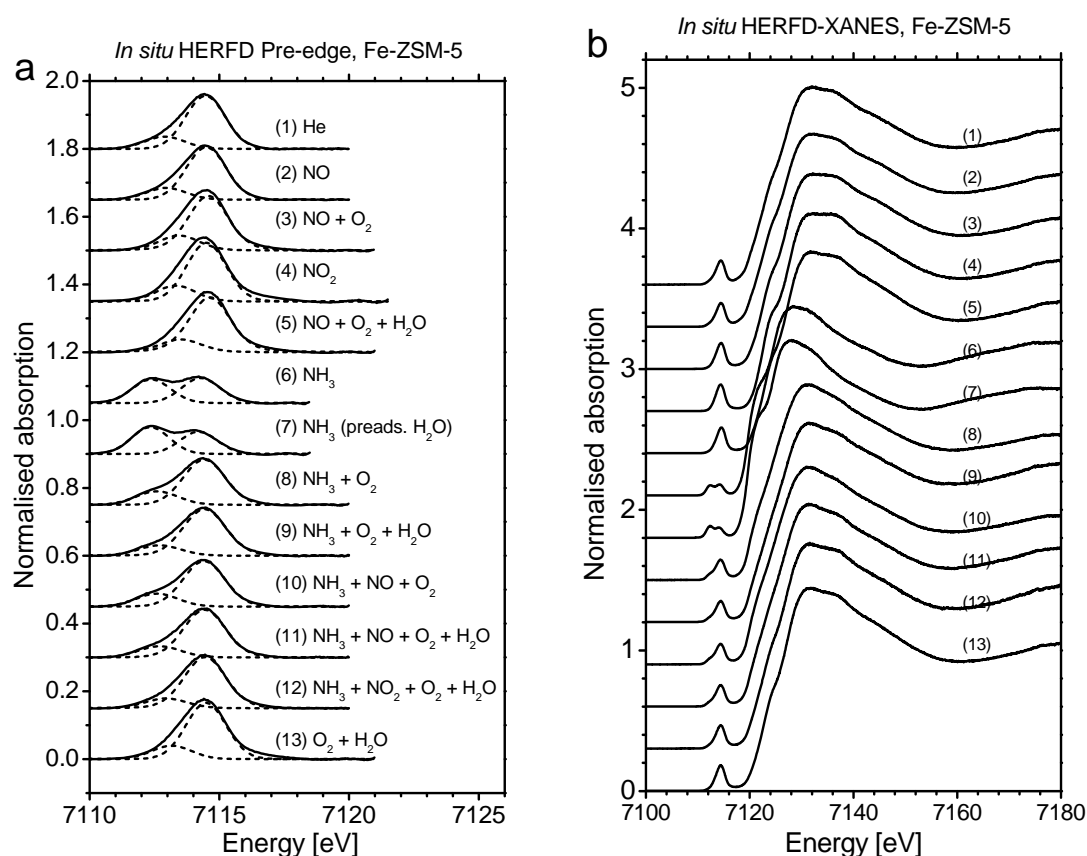 In situ HERFD Pre-edge, Fe-ZSM-5
a
2.0
1.8
1.6
1.4
1.2
1.0
0.8
0.6
0.4
0.2
0.0
Normalised absorption
(1) He
(2) NO
(3) NO + O₂
(4) NO₂
(5) NO + O₂ + H₂O
(6) NH₃
(7) NH₃ (preads. H₂O)
(8) NH₃ + O₂
(9) NH₃ + O₂ + H₂O
(10) NH₃ + NO + O₂
(11) NH₃ + NO + O₂ + H₂O
(12) NH₃ + NO₂ + O₂ + H₂O
(13) O₂ + H₂O
7110 7115 7120 7125
Energy [eV]
In situ HERFD-XANES, Fe-ZSM-5
b
5
4
3
2
1
0
Normalised absorption
(1)
(2)
(3)
(4)
(5)
(6)
(7)
(8)
(9)
(10)
(11)
(12)
(13)
7100 7120 7140 7160 7180
Energy [eV]